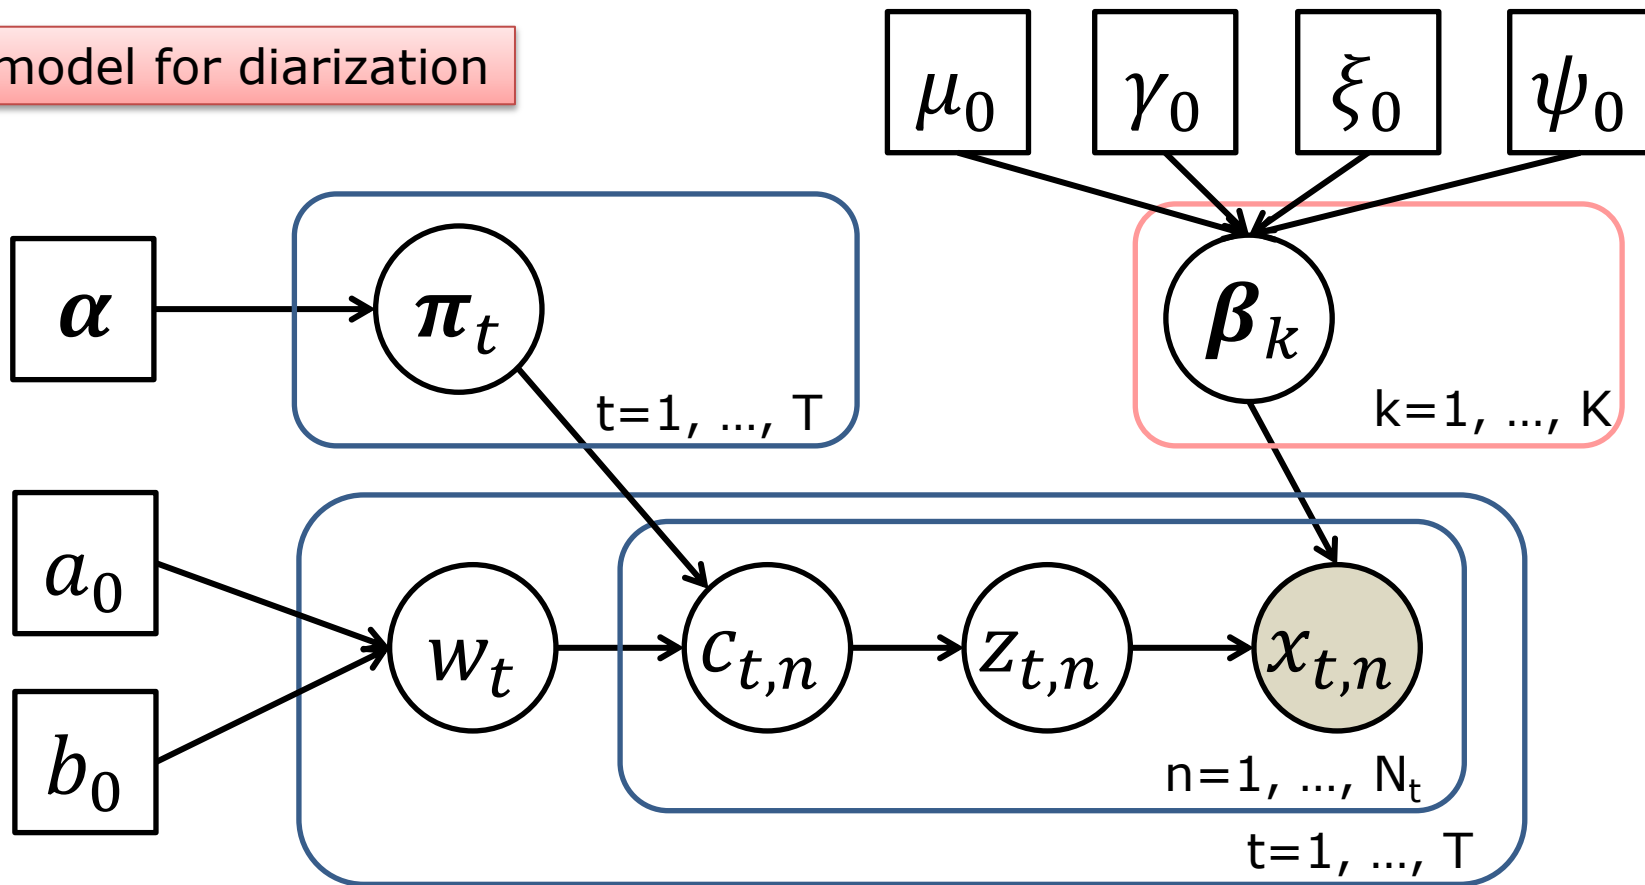 model for diarization
μ₀
γ₀
ξ₀
ψ₀
α
πₜ
t=1, …, T
βₖ
k=1, …, K
a₀
b₀
wₜ
cₜ,ₙ
zₜ,ₙ
xₜ,ₙ
n=1, …, Nₜ
t=1, …, T